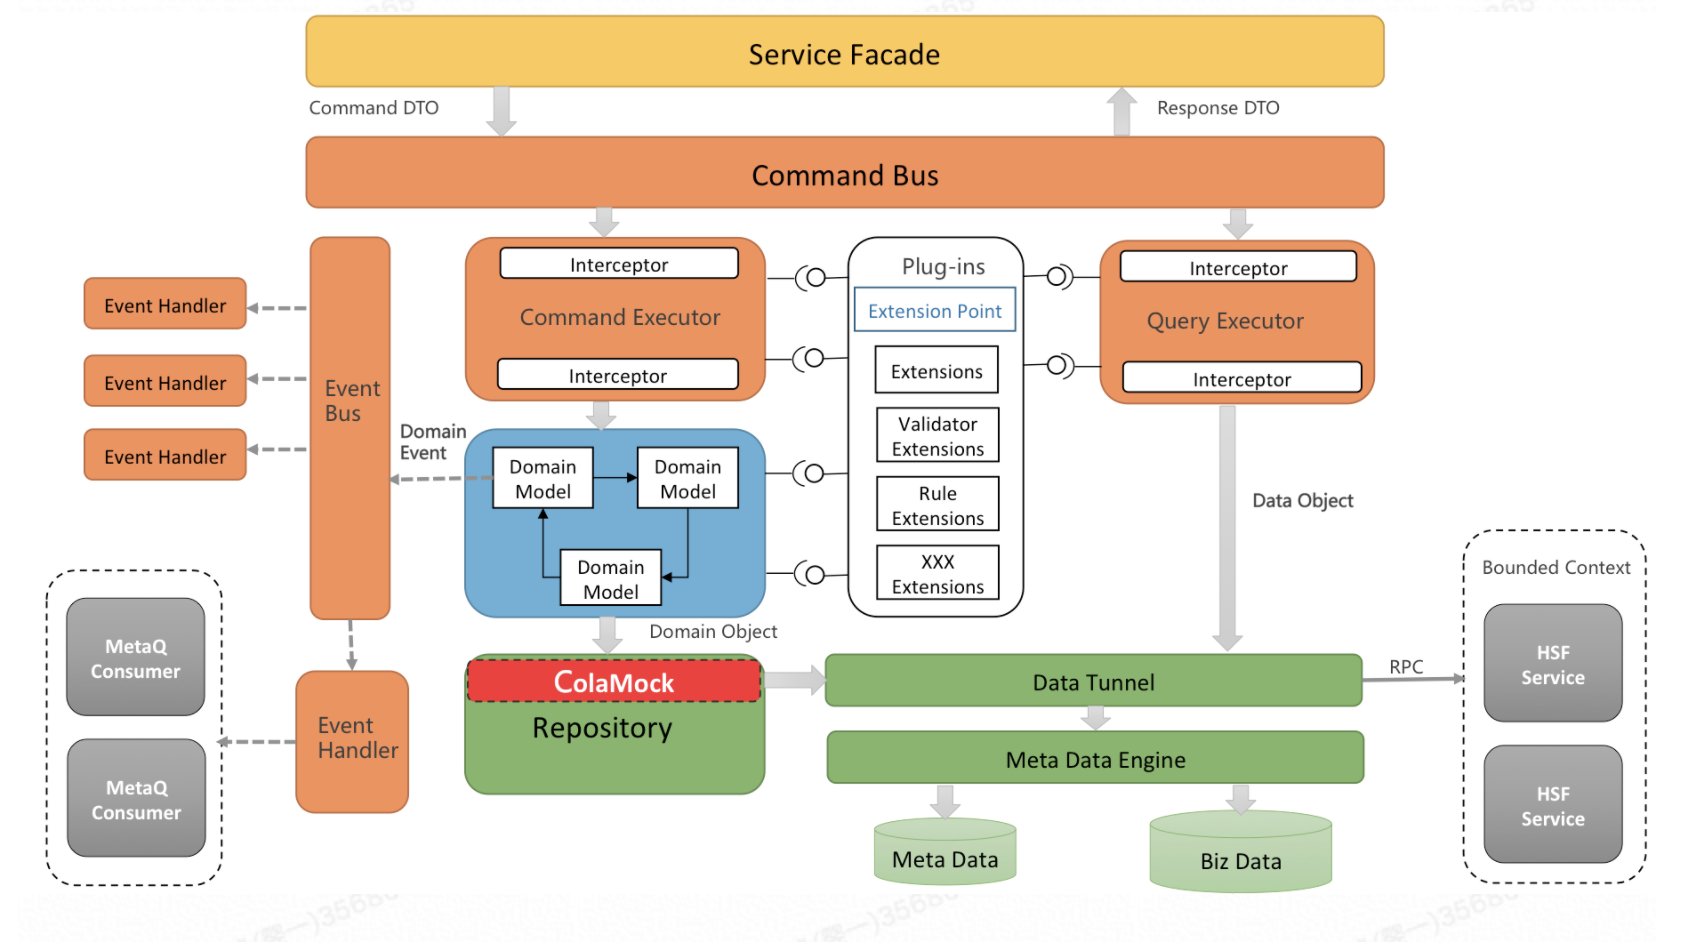 Service Facade
Command DTO
Response DTO
Command Bus
Interceptor
Command Executor
Interceptor
Plug-ins
Extension Point
Extensions
Validator
Extensions
Rule
Extensions
XXX
Extensions
Interceptor
Query Executor
Interceptor
Event Handler
Event Handler
Event Handler
Event
Bus
Domain
Event
Domain
Model
Domain
Model
Domain
Model
Data Object
Domain Object
Bounded Context
HSF
Service
HSF
Service
MetaQ
Consumer
MetaQ
Consumer
Event
Handler
ColaMock
Repository
Data Tunnel
RPC
Meta Data Engine
Meta Data
Biz Data